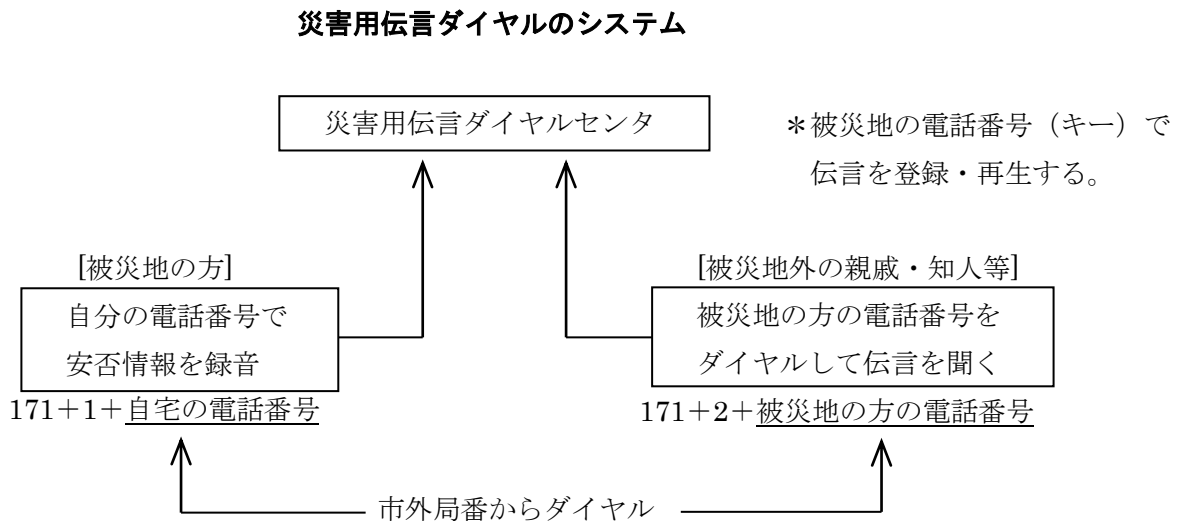 災害用伝言ダイヤルのシステム
災害用伝言ダイヤルセンタ
＊被災地の電話番号（キー）で
伝言を登録・再生する。
[被災地の方]
自分の電話番号で
安否情報を録音
171＋1＋自宅の電話番号
[被災地外の親戚・知人等]
被災地の方の電話番号を
ダイヤルして伝言を聞く
171＋2＋被災地の方の電話番号
市外局番からダイヤル